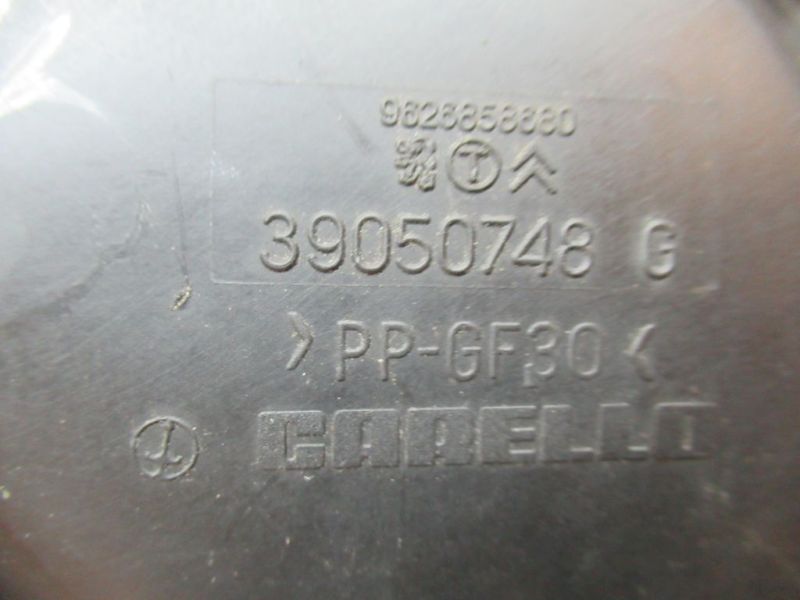 9626858880
T
39050748 G
>PP-GF30<
CARELLO